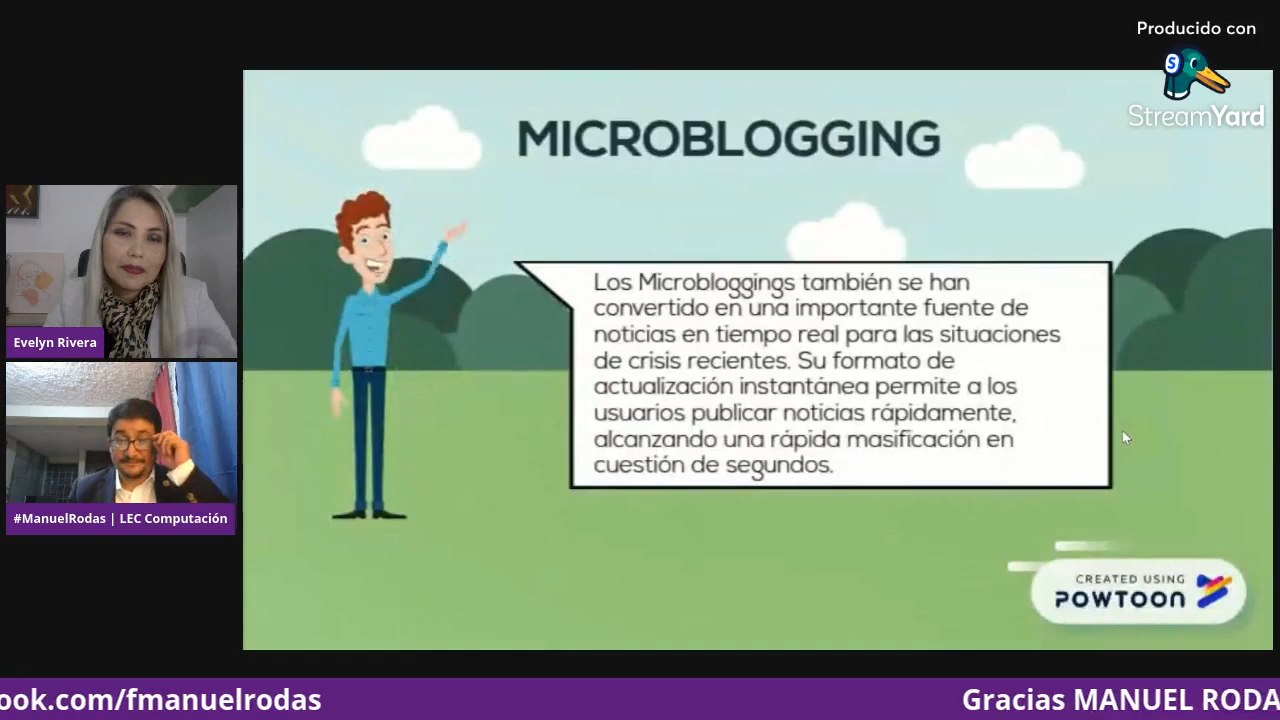 Producido con
StreamYard
MICROBLOGGING
Los Microbloggings también se han
convertido en una importante fuente de
noticias en tiempo real para las situaciones
de crisis recientes. Su formato de
actualización instantánea permite a los
usuarios publicar noticias rápidamente,
alcanzando una rápida masificación en
cuestión de segundos.
Evelyn Rivera
#ManuelRodas | LEC Computación
CREATED USING
POWTOON
ook.com/fmanuelrodas
Gracias MANUEL RODA